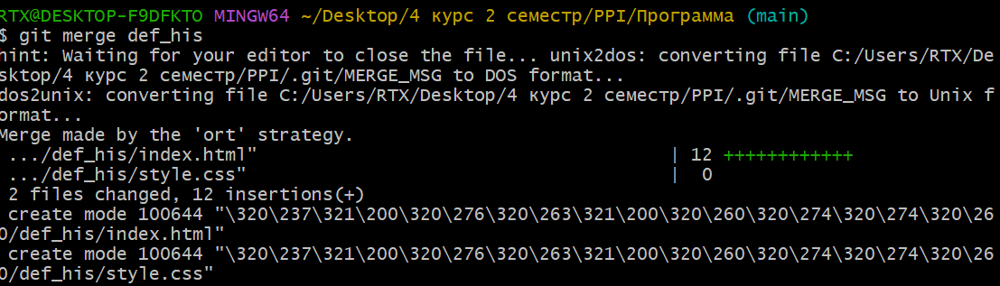 RTX@DESKTOP-F9DFKTO MINGW64 ~/Desktop/4 курс 2 семестр/PPI/Программа (main)
$ git merge def_his
hint: Waiting for your editor to close the file... unix2dos: converting file C:/Users/RTX/De
sktop/4 курс 2 семестр/PPI/.git/MERGE_MSG to DOS format...
dos2unix: converting file C:/Users/RTX/Desktop/4 курс 2 семестр/PPI/.git/MERGE_MSG to Unix f
ormat...
Merge made by the 'ort' strategy.
.../def_his/index.html" | 12 ++++++++++++
.../def_his/style.css" | 0
2 files changed, 12 insertions(+)
create mode 100644 "\320\237\321\200\320\276\320\263\321\200\320\260\320\274\320\274\320\26
0/def_his/index.html"
create mode 100644 "\320\237\321\200\320\276\320\263\321\200\320\260\320\274\320\274\320\26
0/def_his/style.css"